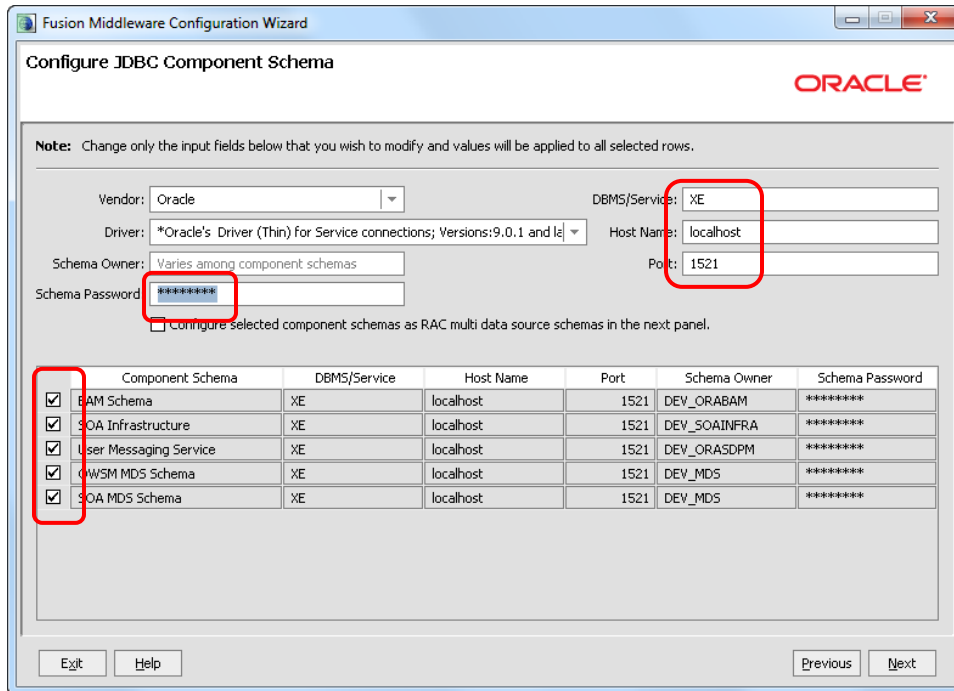 Fusion Middleware Configuration Wizard
Configure JDBC Component Schema
ORACLE
Note: Change only the input fields below that you wish to modify and values will be applied to all selected rows.
Vendor: Oracle DBMS/Service: XE
Driver: *Oracle's Driver (Thin) for Service connections; Versions:9.0.1 and la Host Name: localhost
Schema Owner: Varies among component schemas Port: 1521
Schema Password ********
Configure selected component schemas as RAC multi data source schemas in the next panel.
Component Schema DBMS/Service Host Name Port Schema Owner Schema Password
BAM Schema XE localhost 1521 DEV_ORABAM ********
SOA Infrastructure XE localhost 1521 DEV_SOAINFRA ********
User Messaging Service XE localhost 1521 DEV_ORASDPM ********
OWSM MDS Schema XE localhost 1521 DEV_MDS ********
SOA MDS Schema XE localhost 1521 DEV_MDS ********
Exit Help Previous Next